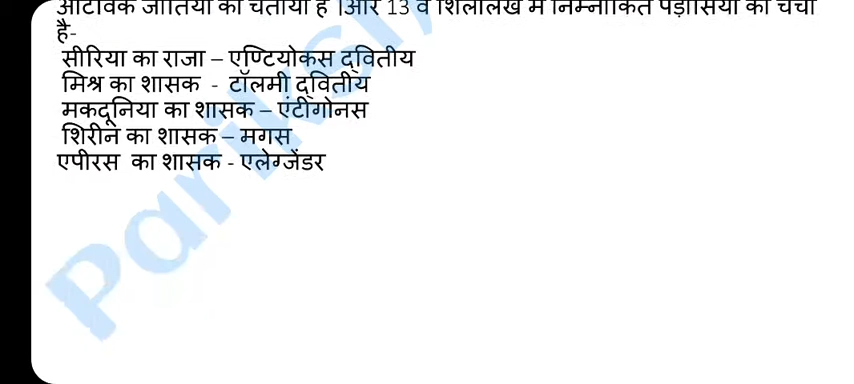 आटविक जातियों को चेताया है ।और 13 वें शिलालेख में निम्नांकित पड़ोसियों की चर्चा
है-
सीरिया का राजा – एण्टियोकस द्वितीय
मिश्र का शासक - टॉलमी द्वितीय
मकदूनिया का शासक – एंटीगोनस
शिरीन का शासक – मगस
एपीरस का शासक - एलेग्जेंडर